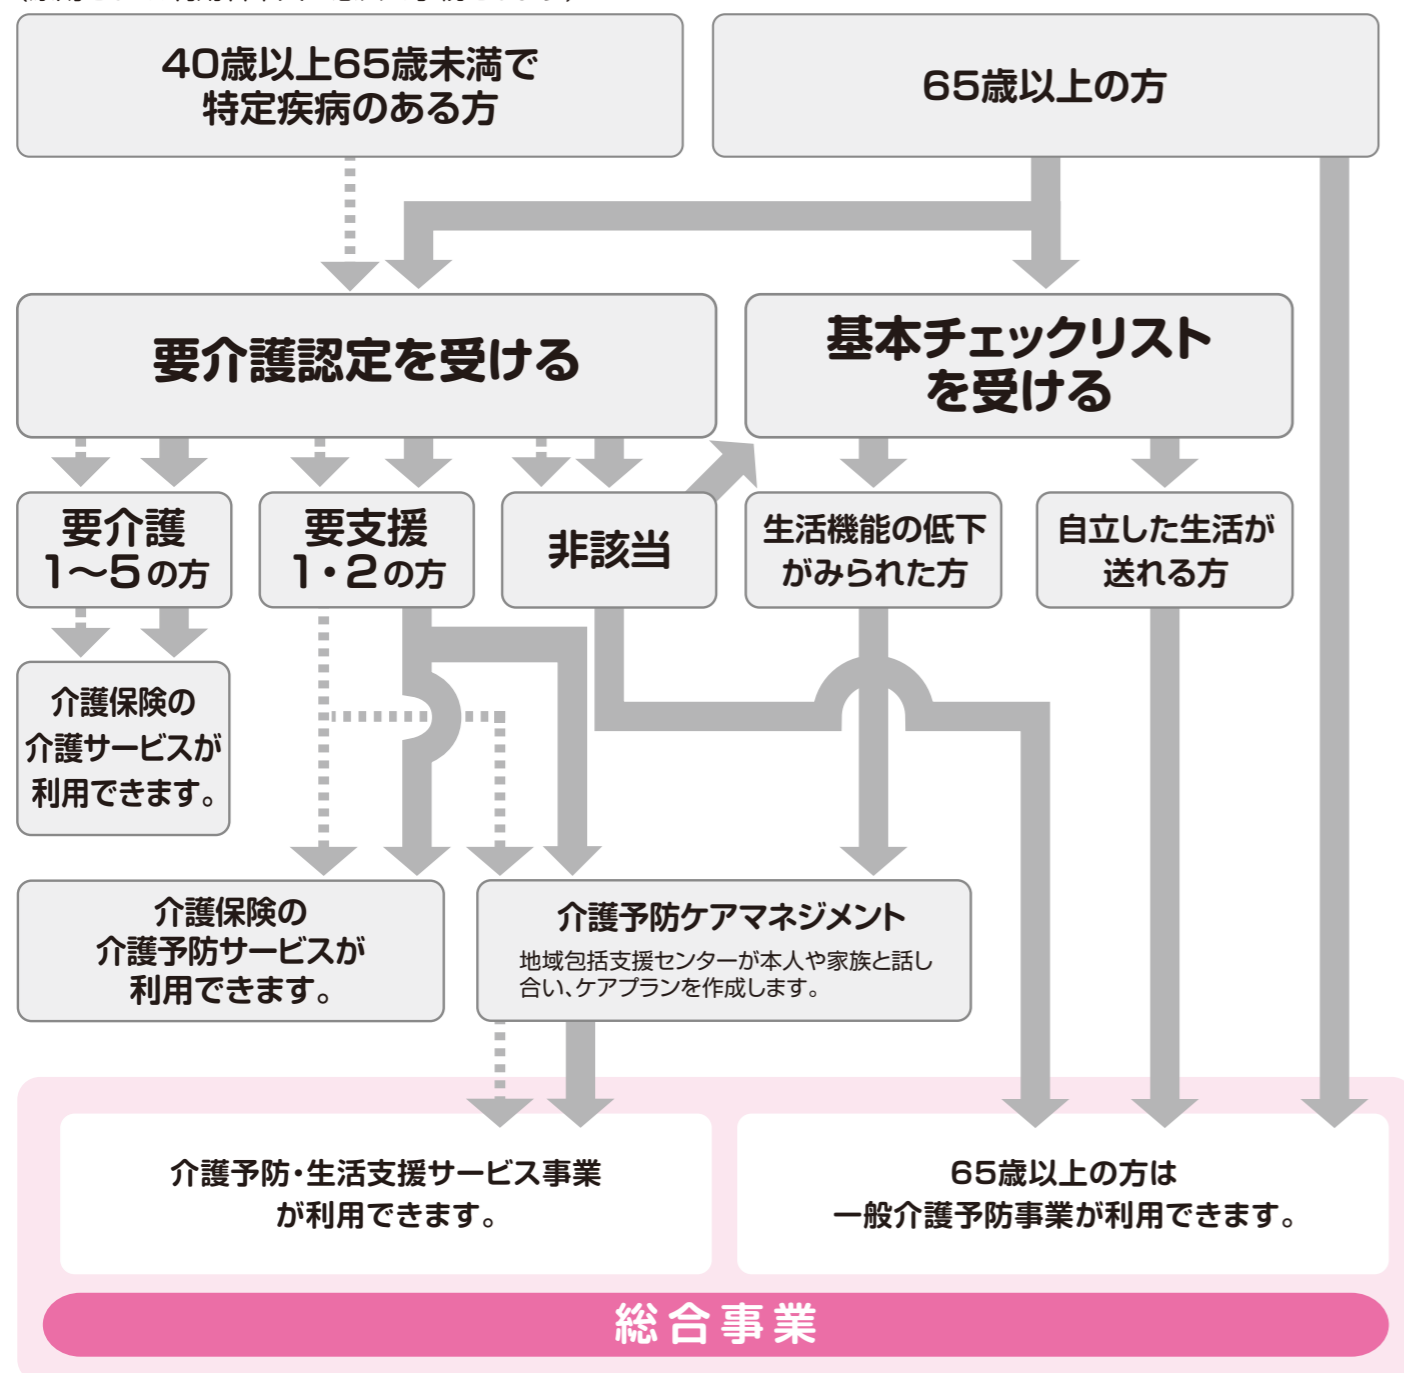 40歳以上65歳未満で
特定疾病のある方
65歳以上の方
要介護認定を受ける
基本チェックリスト
を受ける
要介護
1〜5の方
要支援
1・2の方
非該当
生活機能の低下
がみられた方
自立した生活が
送れる方
介護保険の
介護サービスが
利用できます。
介護保険の
介護予防サービスが
利用できます。
介護予防ケアマネジメント
地域包括支援センターが本人や家族と話し
合い、ケアプランを作成します。
介護予防・生活支援サービス事業
が利用できます。
65歳以上の方は
一般介護予防事業が利用できます。
総合事業